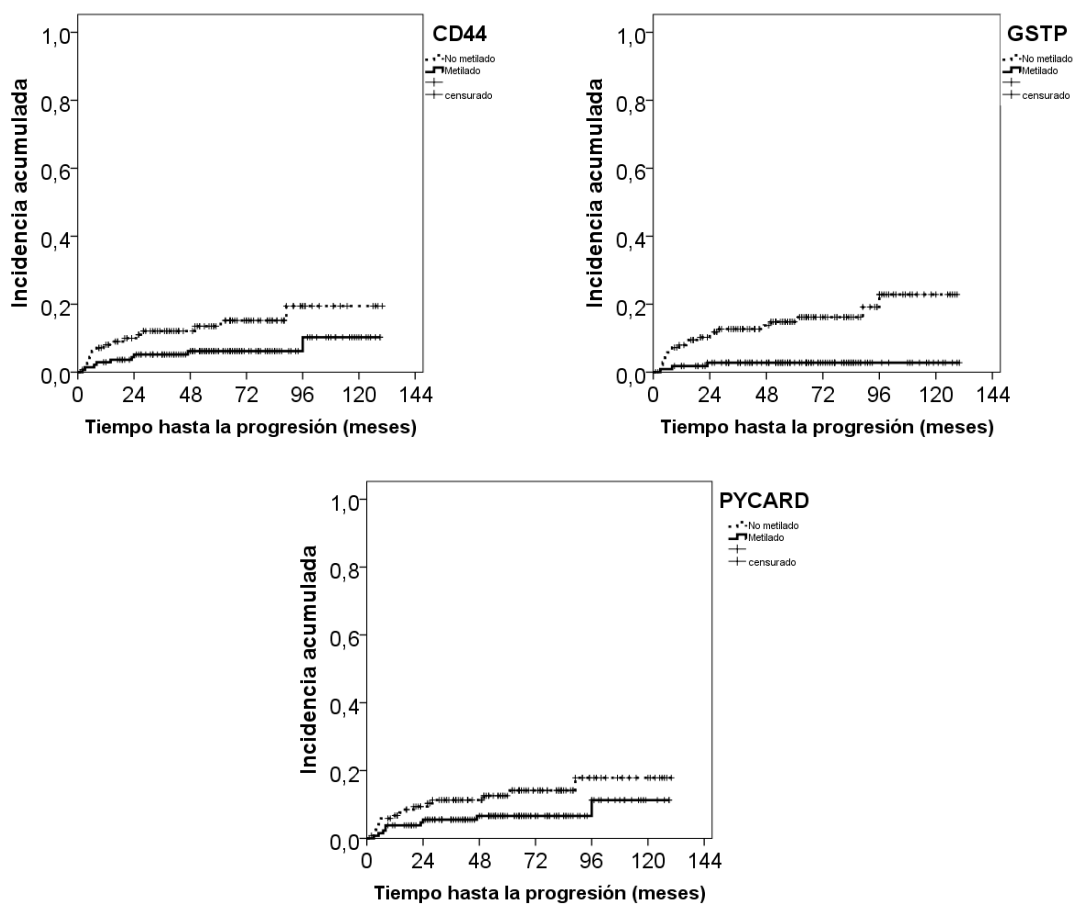 CD44
No metilado
Metilado
censurado
Incidencia acumulada
1,0
0,8
0,6
0,4
0,2
0,0
0 24 48 72 96 120 144
Tiempo hasta la progresión (meses)
GSTP
No metilado
Metilado
censurado
Incidencia acumulada
1,0
0,8
0,6
0,4
0,2
0,0
0 24 48 72 96 120 144
Tiempo hasta la progresión (meses)
PYCARD
No metilado
Metilado
censurado
Incidencia acumulada
1,0
0,8
0,6
0,4
0,2
0,0
0 24 48 72 96 120 144
Tiempo hasta la progresión (meses)